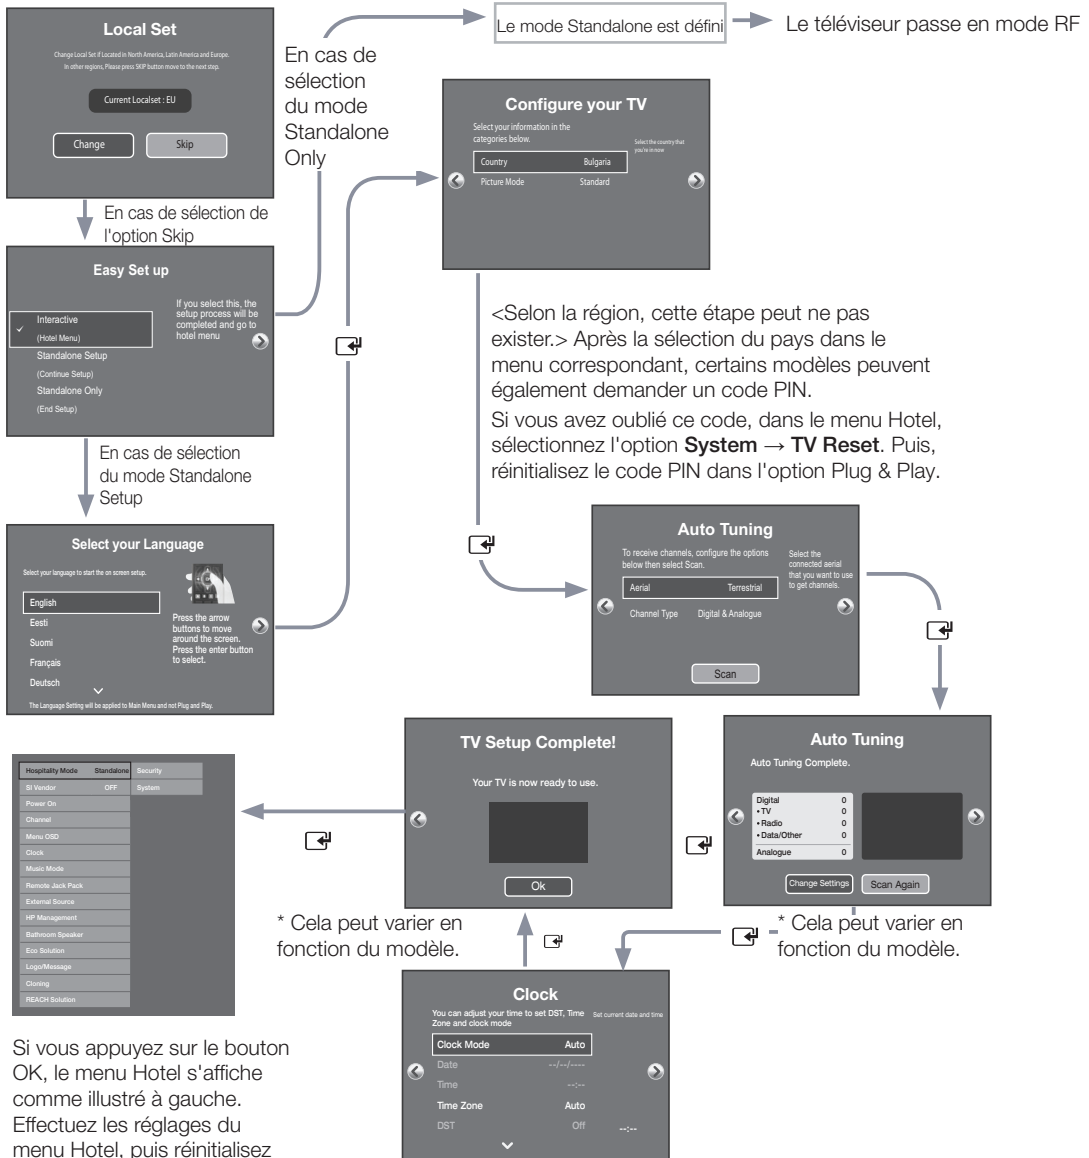 Local Set
Change Local Set if Located in North America, Latin America and Europe.
In other regions, Please press SKIP button move to the next step.
Current Localset : EU
Change
Skip
En cas de
sélection
du mode
Standalone
Only
Le mode Standalone est défini
Le téléviseur passe en mode RF
En cas de sélection de
l'option Skip
Configure your TV
Select your information in the
categories below.
Select the country that
you're in now
Country Bulgaria
Picture Mode Standard
Easy Set up
Interactive
(Hotel Menu)
Standalone Setup
(Continue Setup)
Standalone Only
(End Setup)
If you select this, the
setup process will be
completed and go to
hotel menu
<Selon la région, cette étape peut ne pas
exister.> Après la sélection du pays dans le
menu correspondant, certains modèles peuvent
également demander un code PIN.
Si vous avez oublié ce code, dans le menu Hotel,
sélectionnez l'option System → TV Reset. Puis,
réinitialisez le code PIN dans l'option Plug & Play.
En cas de sélection
du mode Standalone
Setup
Select your Language
Select your language to start the on screen setup.
English
Eesti
Suomi
Français
Deutsch
Press the arrow
buttons to move
around the screen.
Press the enter button
to select.
The Language Setting will be applied to Main Menu and not Plug and Play.
Auto Tuning
To receive channels, configure the options
below then select Scan.
Select the
connected aerial
that you want to use
to get channels.
Aerial Terrestrial
Channel Type Digital & Analogue
Scan
Auto Tuning
Auto Tuning Complete.
Digital 0
• TV 0
• Radio 0
• Data/Other 0
Analogue 0
Change Settings
Scan Again
* Cela peut varier en
fonction du modèle.
TV Setup Complete!
Your TV is now ready to use.
Ok
* Cela peut varier en
fonction du modèle.
Clock
You can adjust your time to set DST, Time
Zone and clock mode
Set current date and time
Clock Mode Auto
Date --/--/----
Time --:--
Time Zone Auto
DST Off
--:--
Hospitality Mode Standalone Security
SI Vendor OFF System
Power On
Channel
Menu OSD
Clock
Music Mode
Remote Jack Pack
External Source
HP Management
Bathroom Speaker
Eco Solution
Logo/Message
Cloning
REACH Solution
Si vous appuyez sur le bouton
OK, le menu Hotel s'affiche
comme illustré à gauche.
Effectuez les réglages du
menu Hotel, puis réinitialisez